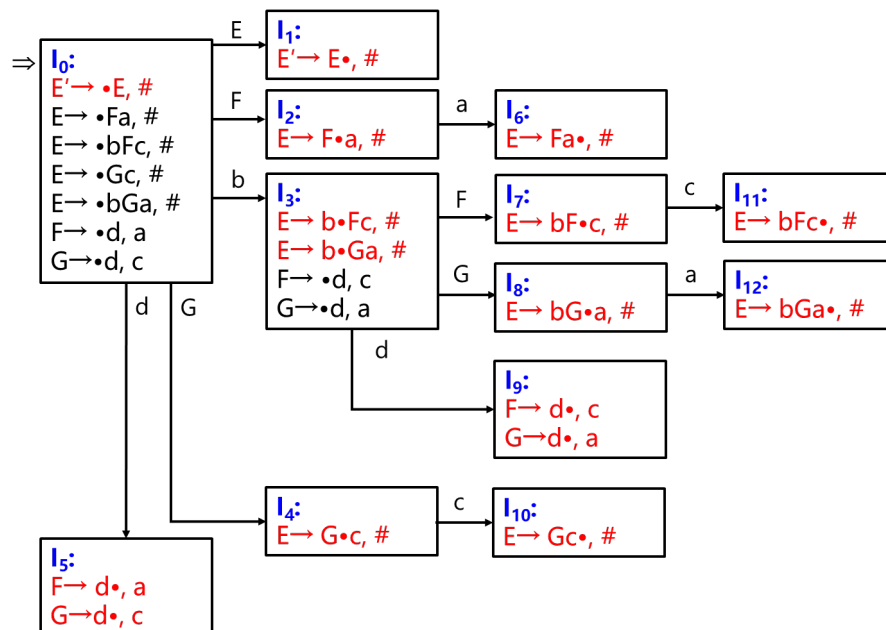 ⇒
I₀:
E'→ •E, #
E→ •Fa, #
E→ •bFc, #
E→ •Gc, #
E→ •bGa, #
F→ •d, a
G→•d, c
E
I₁:
E'→ E•, #
F
I₂:
E→ F•a, #
a
I₆:
E→ Fa•, #
b
I₃:
E→ b•Fc, #
E→ b•Ga, #
F→ •d, c
G→•d, a
F
I₇:
E→ bF•c, #
c
I₁₁:
E→ bFc•, #
G
I₈:
E→ bG•a, #
a
I₁₂:
E→ bGa•, #
d
G
d
I₉:
F→ d•, c
G→d•, a
I₄:
E→ G•c, #
c
I₁₀:
E→ Gc•, #
I₅:
F→ d•, a
G→d•, c